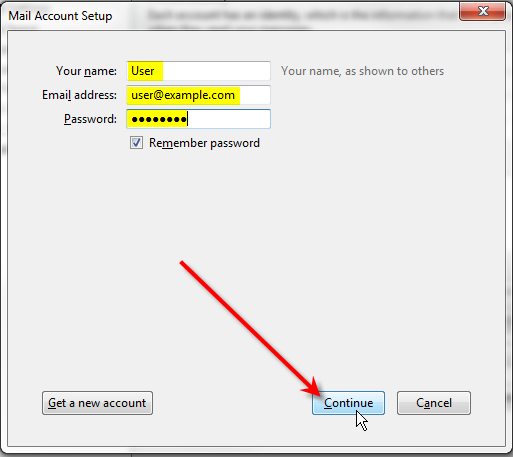 Mail Account Setup
Your name: User Your name, as shown to others
Email address: user@example.com
Password: ●●●●●●●●
Remember password
Get a new account Continue Cancel